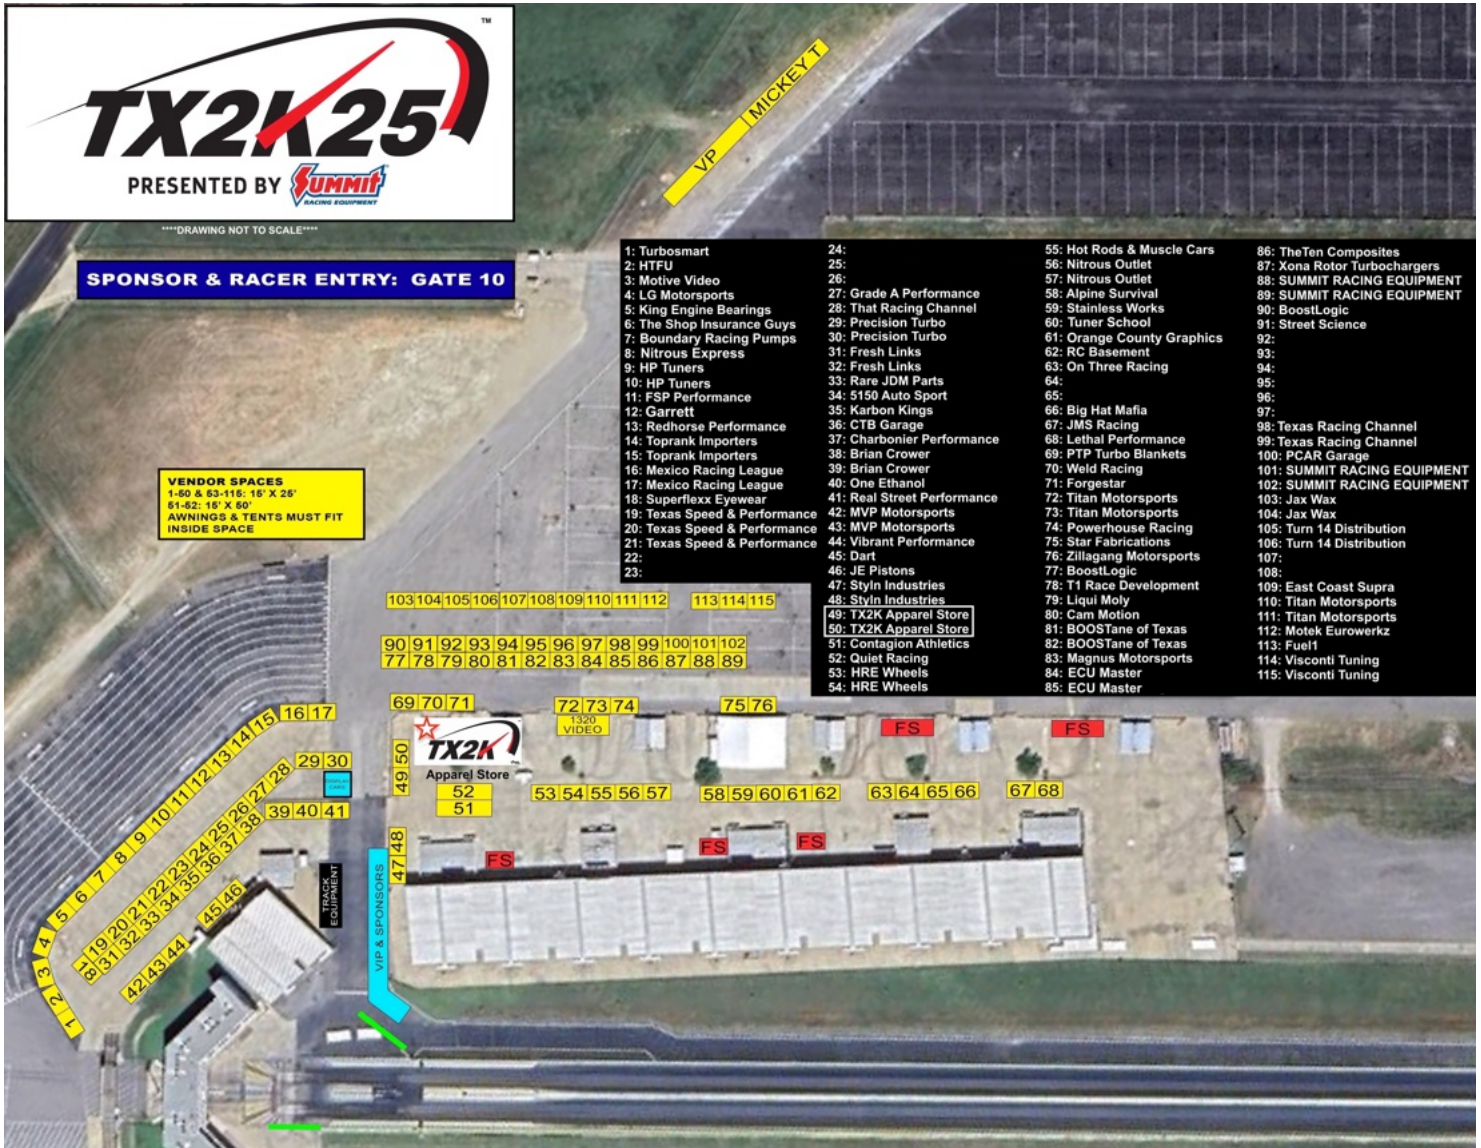 TX2K25
TM
PRESENTED BY SUMMIT
RACING EQUIPMENT
****DRAWING NOT TO SCALE****
SPONSOR & RACER ENTRY: GATE 10
VP MICKEY T
1: Turbosmart
2: HTFU
3: Motive Video
4: LG Motorsports
5: King Engine Bearings
6: The Shop Insurance Guys
7: Boundary Racing Pumps
8: Nitrous Express
9: HP Tuners
10: HP Tuners
11: FSP Performance
12: Garrett
13: Redhorse Performance
14: Toprank Importers
15: Toprank Importers
16: Mexico Racing League
17: Mexico Racing League
18: Superflexx Eyewear
19: Texas Speed & Performance
20: Texas Speed & Performance
21: Texas Speed & Performance
22:
23:
24:
25:
26:
27: Grade A Performance
28: That Racing Channel
29: Precision Turbo
30: Precision Turbo
31: Fresh Links
32: Fresh Links
33: Rare JDM Parts
34: 5150 Auto Sport
35: Karbon Kings
36: CTB Garage
37: Charbonier Performance
38: Brian Crower
39: Brian Crower
40: One Ethanol
41: Real Street Performance
42: MVP Motorsports
43: MVP Motorsports
44: Vibrant Performance
45: Dart
46: JE Pistons
47: Styln Industries
48: Styln Industries
49: TX2K Apparel Store
50: TX2K Apparel Store
51: Contagion Athletics
52: Quiet Racing
53: HRE Wheels
54: HRE Wheels
55: Hot Rods & Muscle Cars
56: Nitrous Outlet
57: Nitrous Outlet
58: Alpine Survival
59: Stainless Works
60: Tuner School
61: Orange County Graphics
62: RC Basement
63: On Three Racing
64:
65:
66: Big Hat Mafia
67: JMS Racing
68: Lethal Performance
69: PTP Turbo Blankets
70: Weld Racing
71: Forgestar
72: Titan Motorsports
73: Titan Motorsports
74: Powerhouse Racing
75: Star Fabrications
76: Zillagang Motorsports
77: BoostLogic
78: T1 Race Development
79: Liqui Moly
80: Cam Motion
81: BOOSTane of Texas
82: BOOSTane of Texas
83: Magnus Motorsports
84: ECU Master
85: ECU Master
86: TheTen Composites
87: Xona Rotor Turbochargers
88: SUMMIT RACING EQUIPMENT
89: SUMMIT RACING EQUIPMENT
90: BoostLogic
91: Street Science
92:
93:
94:
95:
96:
97:
98: Texas Racing Channel
99: Texas Racing Channel
100: PCAR Garage
101: SUMMIT RACING EQUIPMENT
102: SUMMIT RACING EQUIPMENT
103: Jax Wax
104: Jax Wax
105: Turn 14 Distribution
106: Turn 14 Distribution
107:
108:
109: East Coast Supra
110: Titan Motorsports
111: Titan Motorsports
112: Motek Eurowerkz
113: Fuel1
114: Visconti Tuning
115: Visconti Tuning
VENDOR SPACES
1-50 & 53-115: 15' X 25'
51-52: 15' X 50'
AWNINGS & TENTS MUST FIT
INSIDE SPACE
103 104 105 106 107 108 109 110 111 112 113 114 115
90 91 92 93 94 95 96 97 98 99 100 101 102
77 78 79 80 81 82 83 84 85 86 87 88 89
69 70 71 72 73 74 75 76
1320
VIDEO
FS FS
TX2K
Apparel Store
49 50
52
51
53 54 55 56 57 58 59 60 61 62 63 64 65 66 67 68
47 48
FS FS FS
1 2 3 4 5 6 7 8 9 10 11 12 13 14 15 16 17
18 19 20 21 22 23 24 25 26 27 28 29 30
DISPLAY
CARS
31 32 33 34 35 36 37 38 39 40 41
42 43 44 45 46
TRACK
EQUIPMENT
VIP & SPONSORS